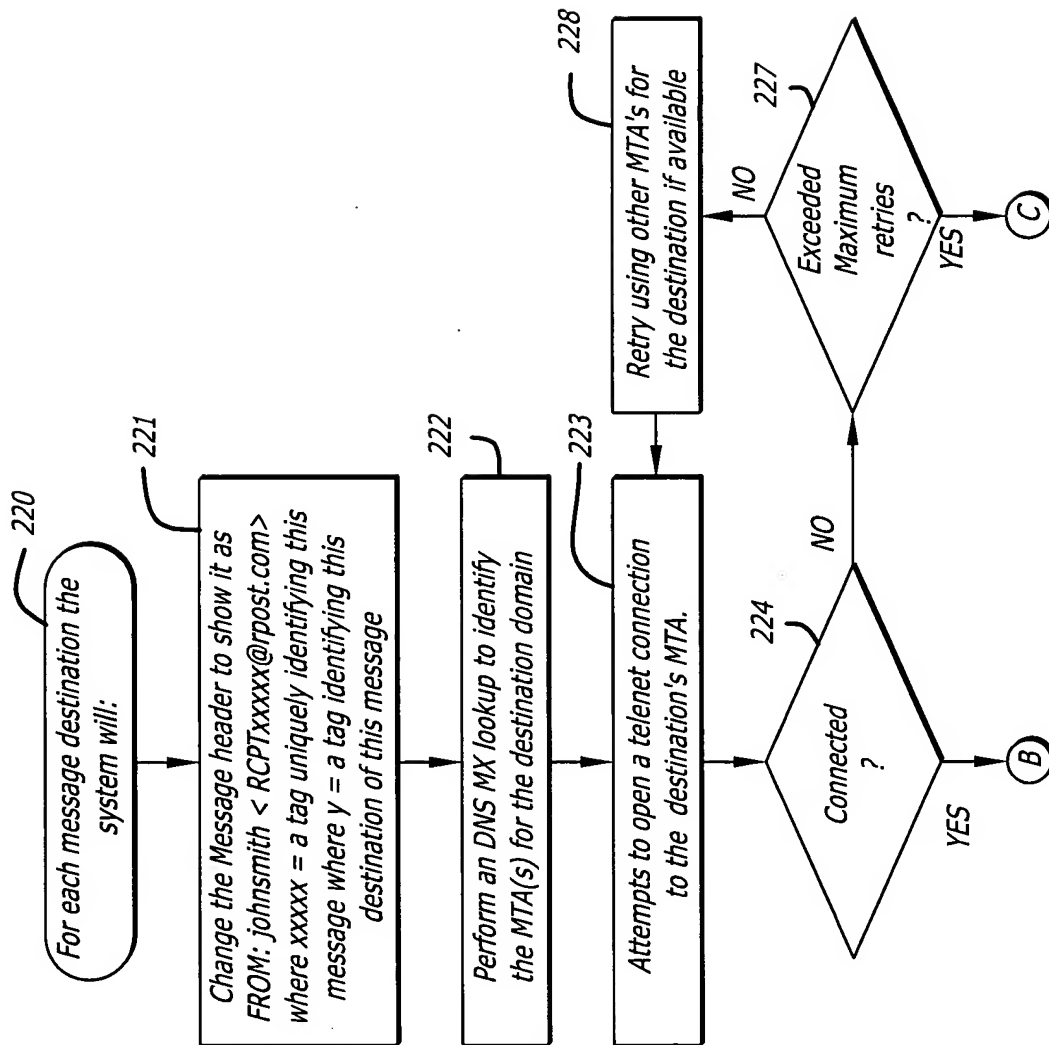 220
For each message destination the
system will:
221
Change the Message header to show it as
FROM: johnsmith < RCPTxxxxx@rpost.com>
where xxxxx = a tag uniquely identifying this
message where y = a tag identifying this
destination of this message
222
Perform an DNS MX lookup to identify
the MTA(s) for the destination domain
223
Attempts to open a telenet connection
to the destination's MTA.
224
Connected
?
YES
B
NO
227
Exceeded
Maximum
retries
?
YES
C
NO
228
Retry using other MTA's for
the destination if available